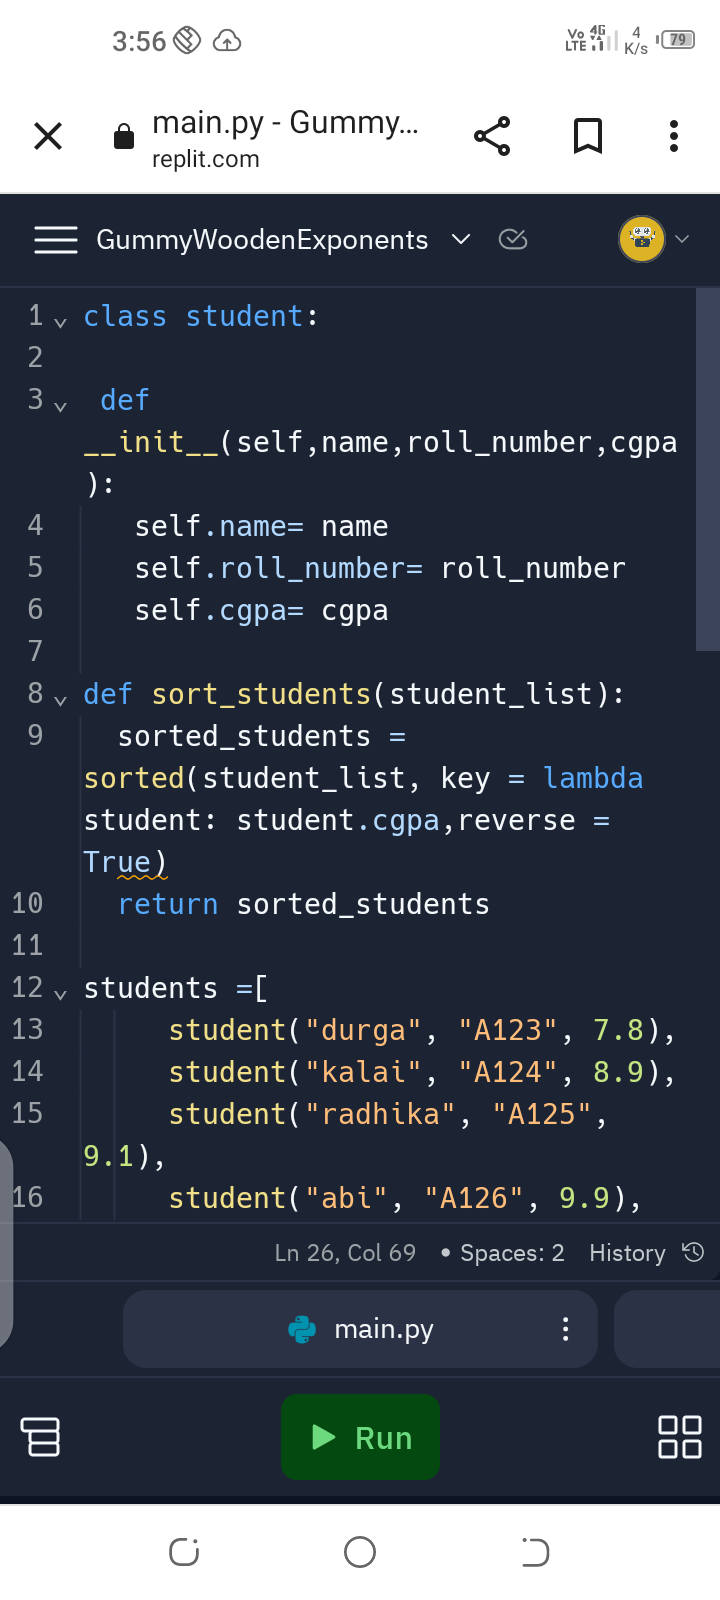 3:56 Vo LTE 4G 4 K/s 79
main.py - Gummy...
replit.com
GummyWoodenExponents
1 class student:
2
3 def
__init__(self,name,roll_number,cgpa
):
4 self.name= name
5 self.roll_number= roll_number
6 self.cgpa= cgpa
7
8 def sort_students(student_list):
9 sorted_students =
sorted(student_list, key = lambda
student: student.cgpa,reverse =
True)
10 return sorted_students
11
12 students =[
13 student("durga", "A123", 7.8),
14 student("kalai", "A124", 8.9),
15 student("radhika", "A125",
9.1),
16 student("abi", "A126", 9.9),
Ln 26, Col 69 • Spaces: 2 History
main.py
Run